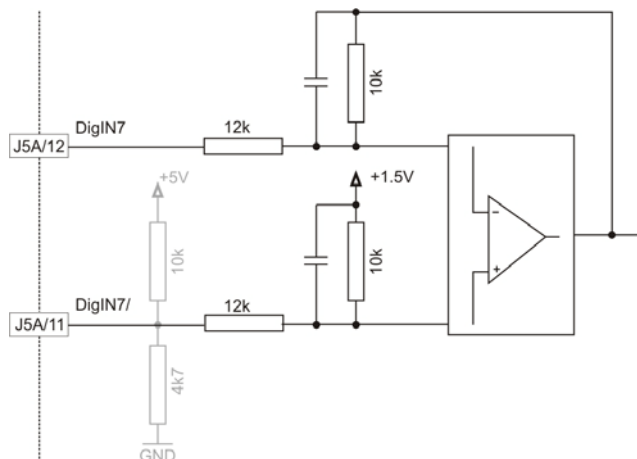 DigIN7
J5A/12
12k
10k
+1.5V
+5V
10k
10k
DigIN7/
J5A/11
12k
4k7
GND
-
+